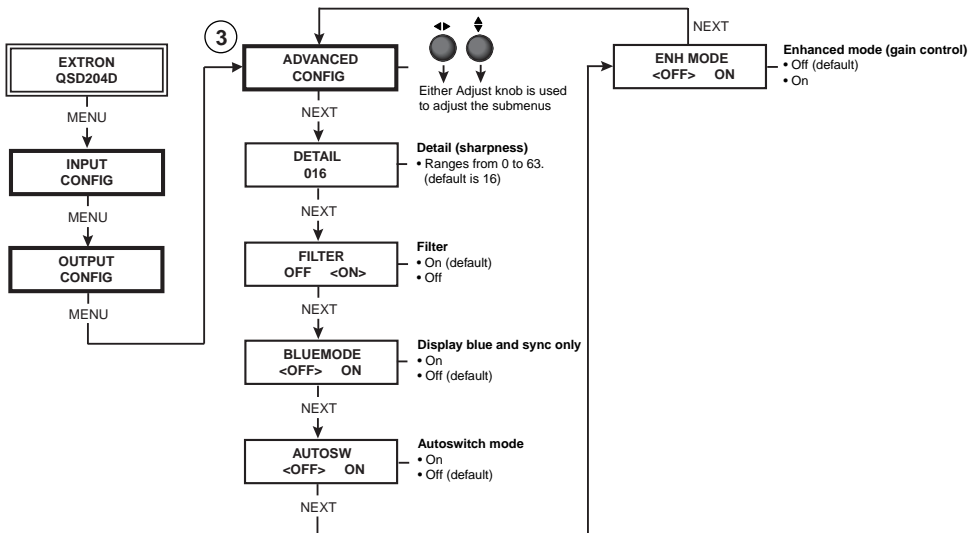 EXTRON
QSD204D
MENU
INPUT
CONFIG
MENU
OUTPUT
CONFIG
MENU
3
ADVANCED
CONFIG
Either Adjust knob is used
to adjust the submenus
NEXT
DETAIL
016
Detail (sharpness)
• Ranges from 0 to 63.
(default is 16)
NEXT
FILTER
OFF <ON>
Filter
• On (default)
• Off
NEXT
BLUEMODE
<OFF> ON
Display blue and sync only
• On
• Off (default)
NEXT
AUTOSW
<OFF> ON
Autoswitch mode
• On
• Off (default)
NEXT
ENH MODE
<OFF> ON
Enhanced mode (gain control)
• Off (default)
• On
NEXT